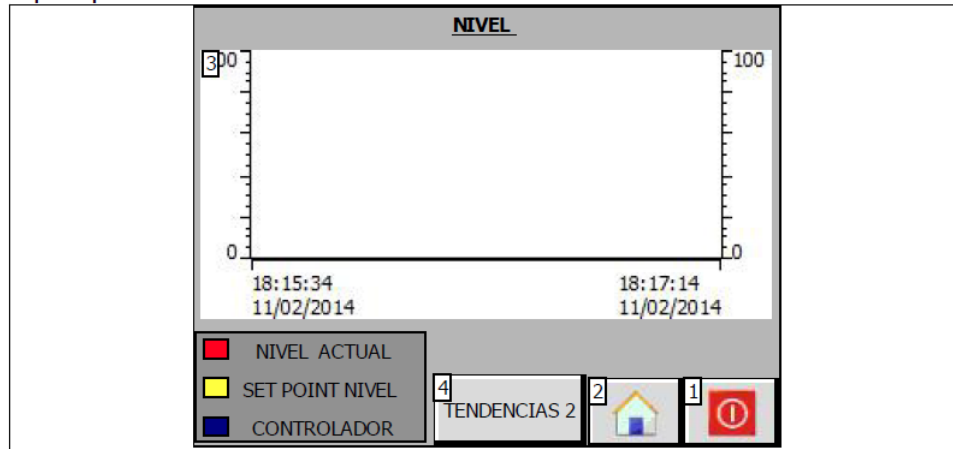 NIVEL
3 00 100
0 0
18:15:34 18:17:14
11/02/2014 11/02/2014
NIVEL ACTUAL
SET POINT NIVEL
CONTROLADOR
4
TENDENCIAS 2
2
1